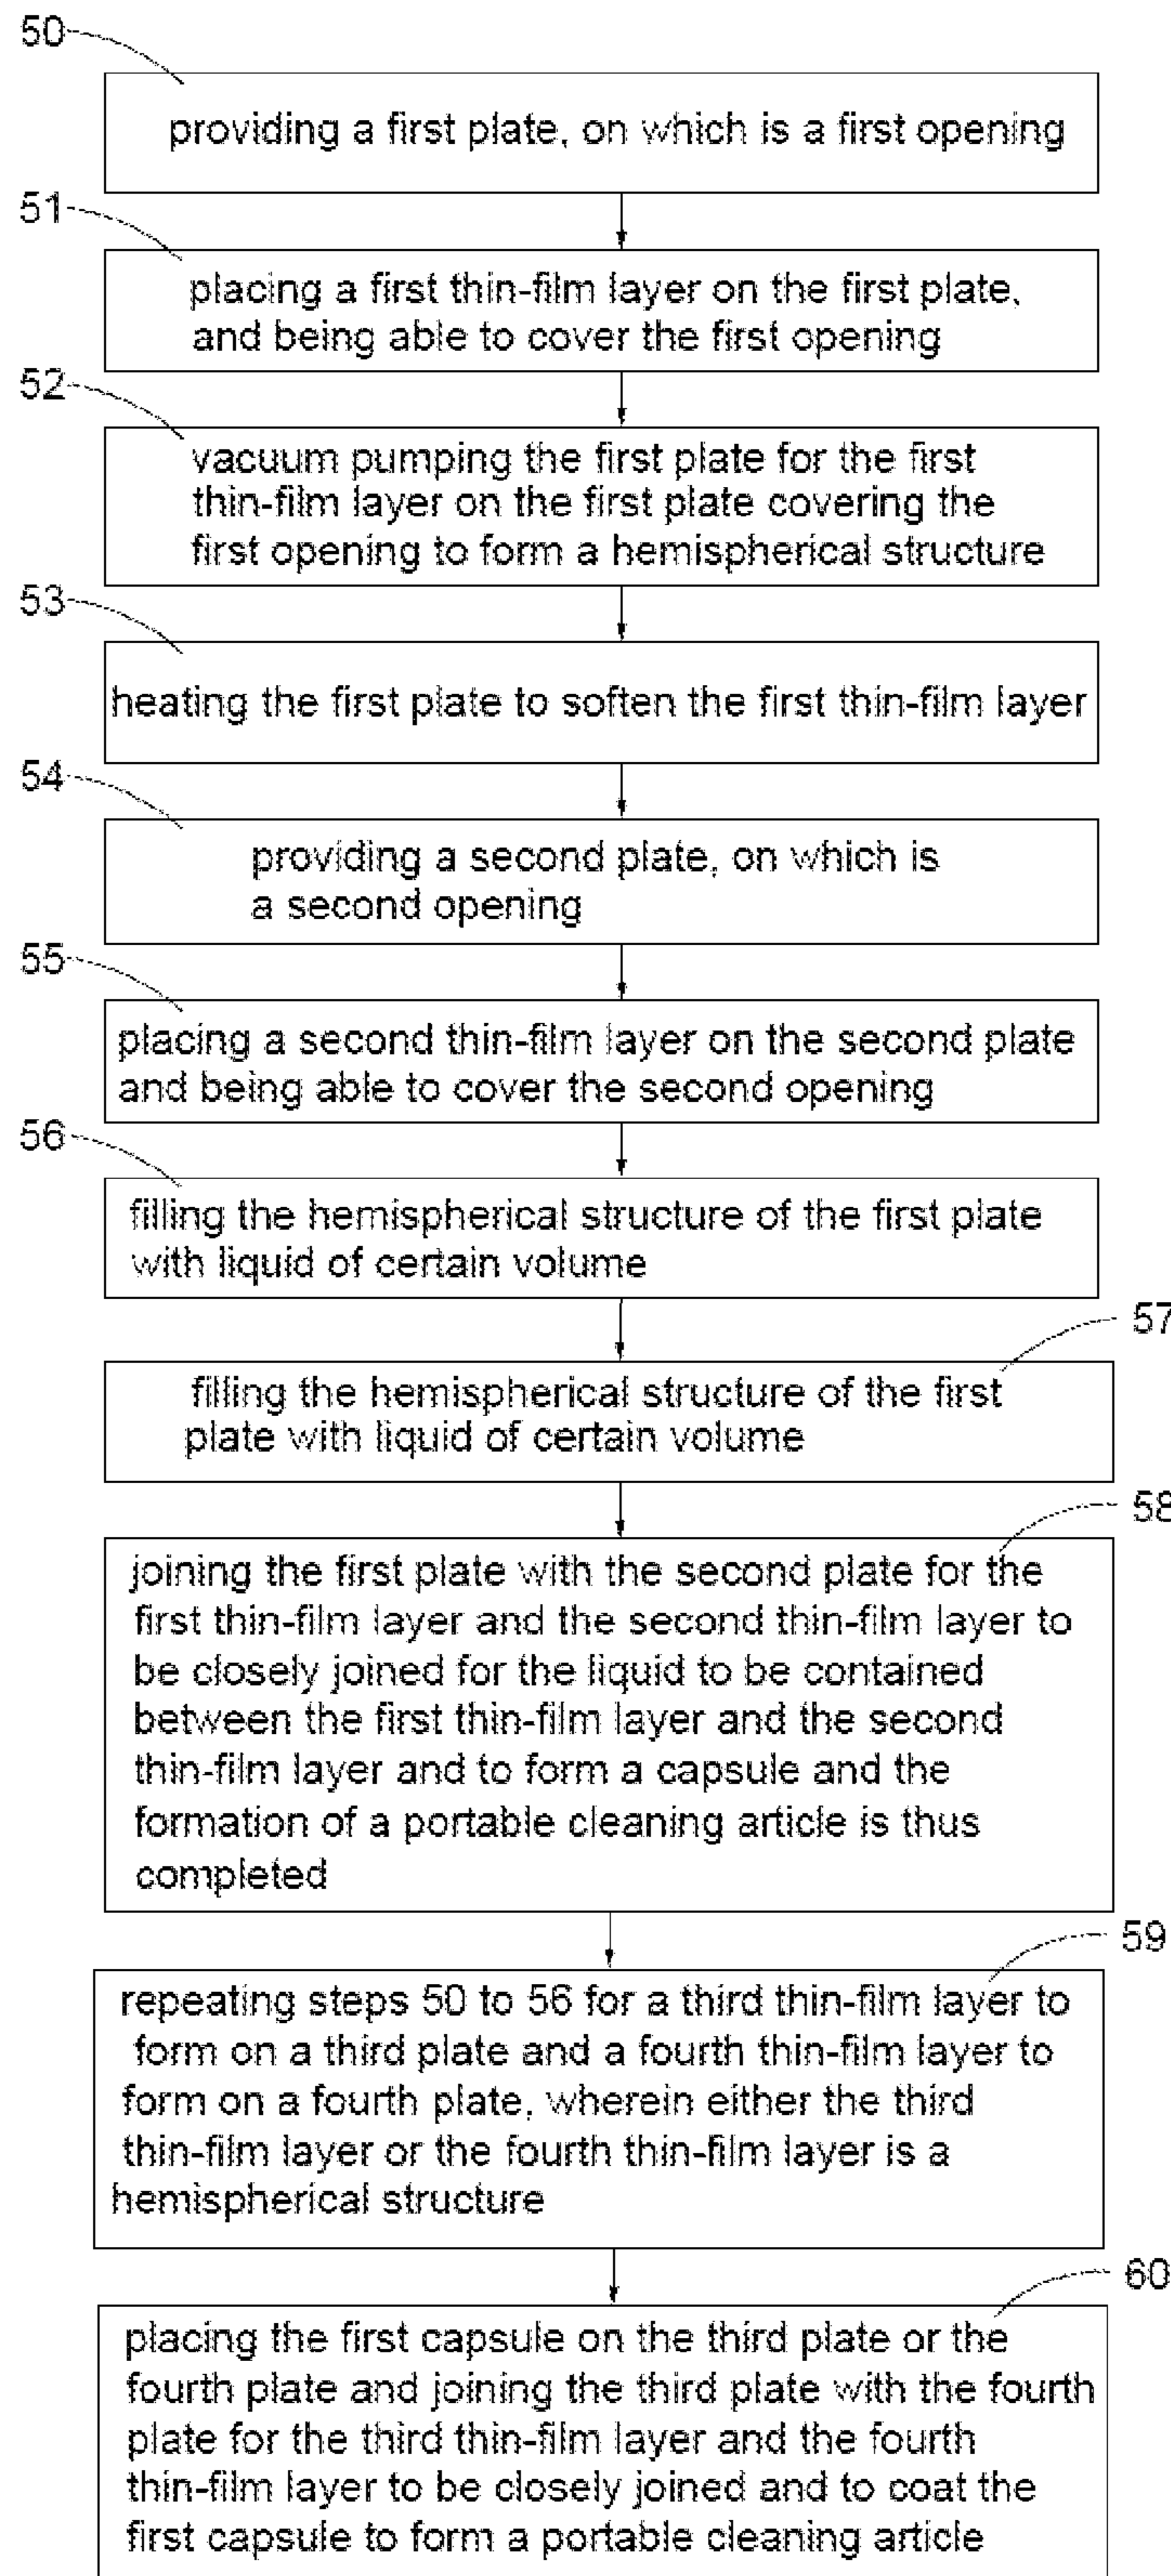 50
providing a first plate, on which is a first opening
51
placing a first thin-film layer on the first plate,
and being able to cover the first opening
52
vacuum pumping the first plate for the first
thin-film layer on the first plate covering the
first opening to form a hemispherical structure
53
heating the first plate to soften the first thin-film layer
54
providing a second plate, on which is
a second opening
55
placing a second thin-film layer on the second plate
and being able to cover the second opening
56
filling the hemispherical structure of the first plate
with liquid of certain volume
57
filling the hemispherical structure of the first
plate with liquid of certain volume
58
joining the first plate with the second plate for the
first thin-film layer and the second thin-film layer to
be closely joined for the liquid to be contained
between the first thin-film layer and the second
thin-film layer and to form a capsule and the
formation of a portable cleaning article is thus
completed
59
repeating steps 50 to 56 for a third thin-film layer to
form on a third plate and a fourth thin-film layer to
form on a fourth plate, wherein either the third
thin-film layer or the fourth thin-film layer is a
hemispherical structure
60
placing the first capsule on the third plate or the
fourth plate and joining the third plate with the fourth
plate for the third thin-film layer and the fourth
thin-film layer to be closely joined and to coat the
first capsule to form a portable cleaning article